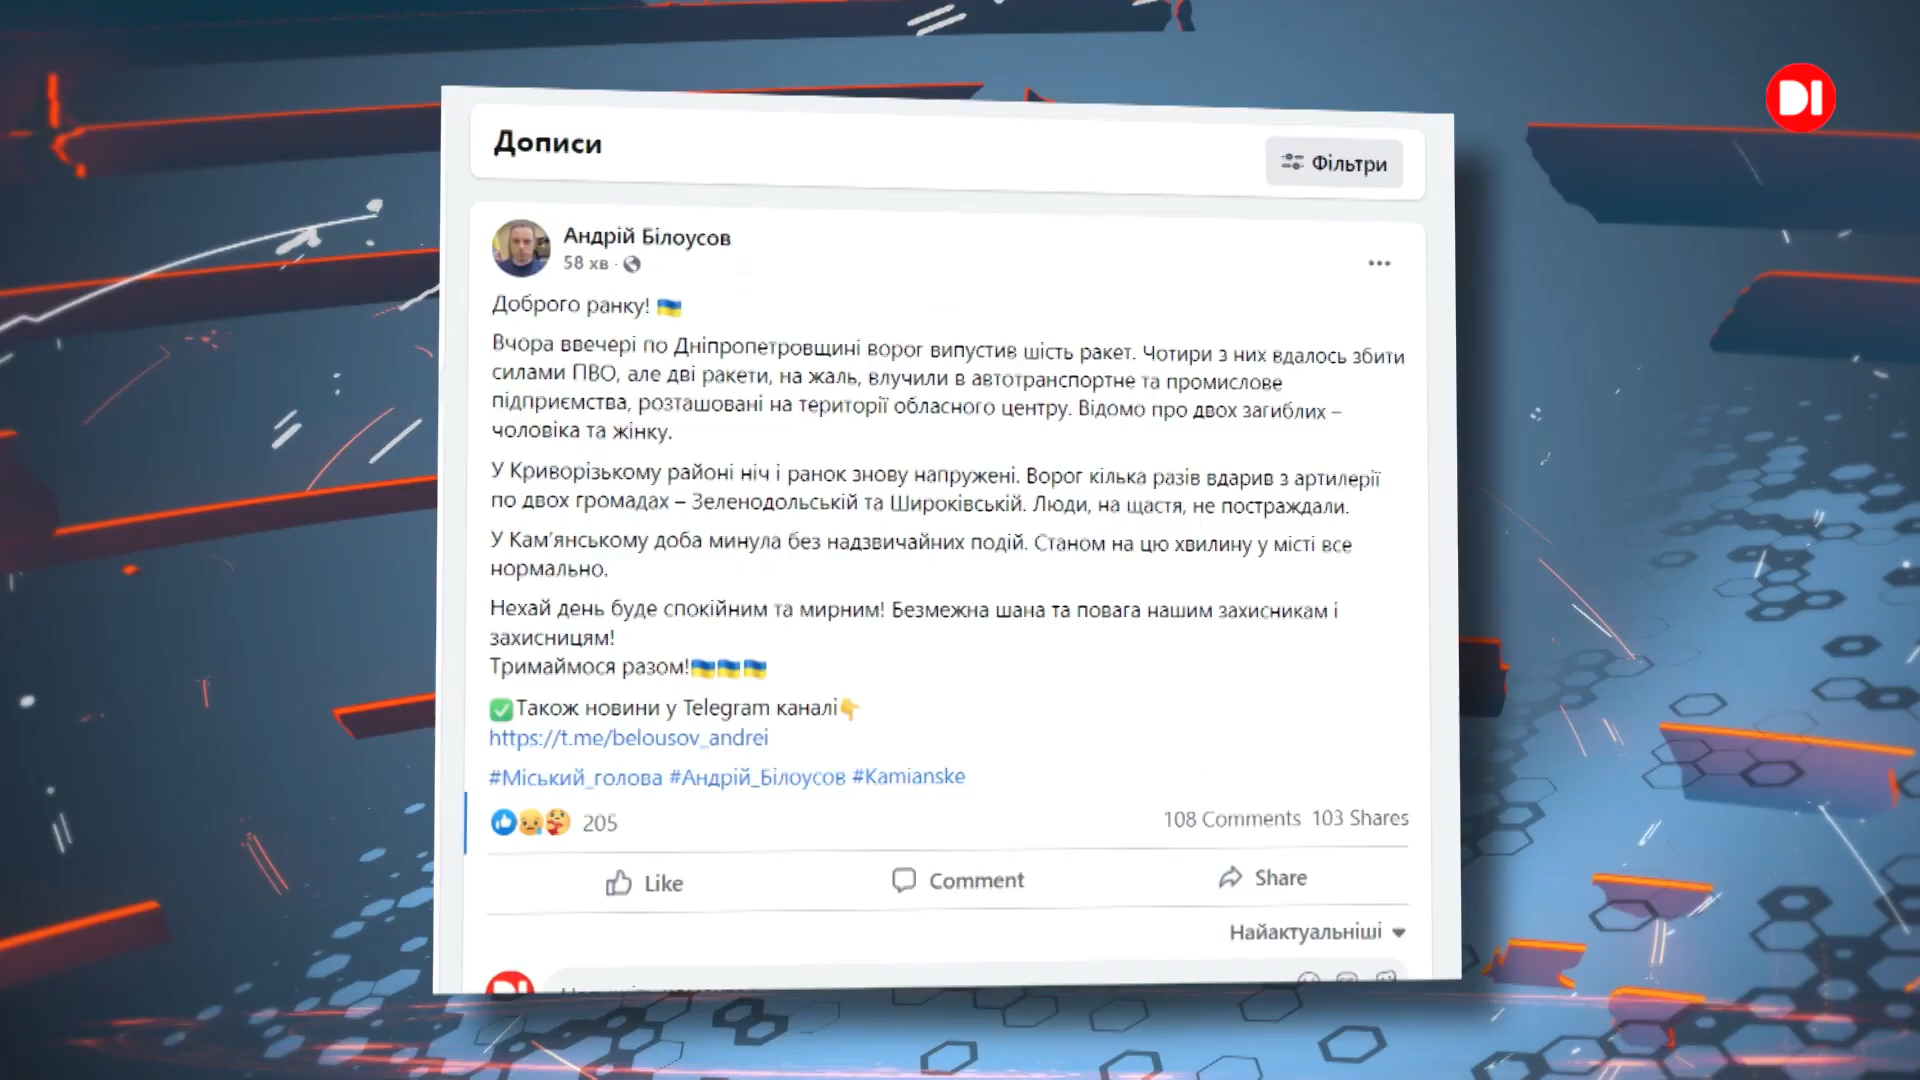 DI
Дописи
Фільтри
Андрій Білоусов
58 хв ·
Доброго ранку!
Вчора ввечері по Дніпропетровщині ворог випустив шість ракет. Чотири з них вдалось збити
силами ПВО, але дві ракети, на жаль, влучили в автотранспортне та промислове
підприємства, розташовані на території обласного центру. Відомо про двох загиблих –
чоловіка та жінку.
У Криворізькому районі ніч і ранок знову напружені. Ворог кілька разів вдарив з артилерії
по двох громадах – Зеленодольській та Широківській. Люди, на щастя, не постраждали.
У Кам’янському доба минула без надзвичайних подій. Станом на цю хвилину у місті все
нормально.
Нехай день буде спокійним та мирним! Безмежна шана та повага нашим захисникам і
захисницям!
Тримаймося разом!
Також новини у Telegram каналі
https://t.me/belousov_andrei
#Міський_голова #Андрій_Білоусов #Kamianske
205
108 Comments 103 Shares
Like
Comment
Share
Найактуальніші